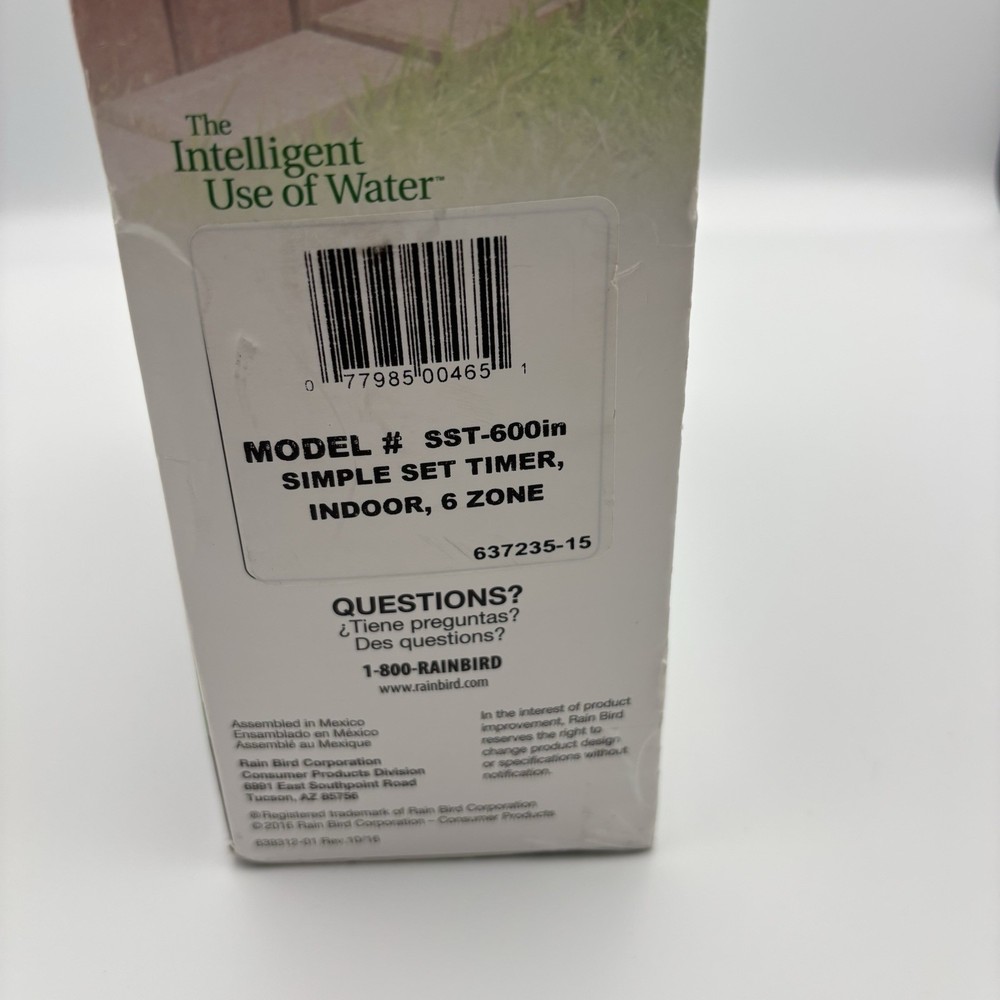 The
Intelligent
Use of Water™
0 77985 00465 1
MODEL # SST-600in
SIMPLE SET TIMER,
INDOOR, 6 ZONE
637235-15
QUESTIONS?
¿Tiene preguntas?
Des questions?
1-800-RAINBIRD
www.rainbird.com
Assembled in Mexico
Ensamblado en México
Assemblé au Mexique
Rain Bird Corporation
Consumer Products Division
6991 East Southpoint Road
Tucson, AZ 85756
In the interest of product
improvement, Rain Bird
reserves the right to
change product design
or specifications without
notification.
® Registered trademark of Rain Bird Corporation
© 2016 Rain Bird Corporation – Consumer Products
Rev 10/16